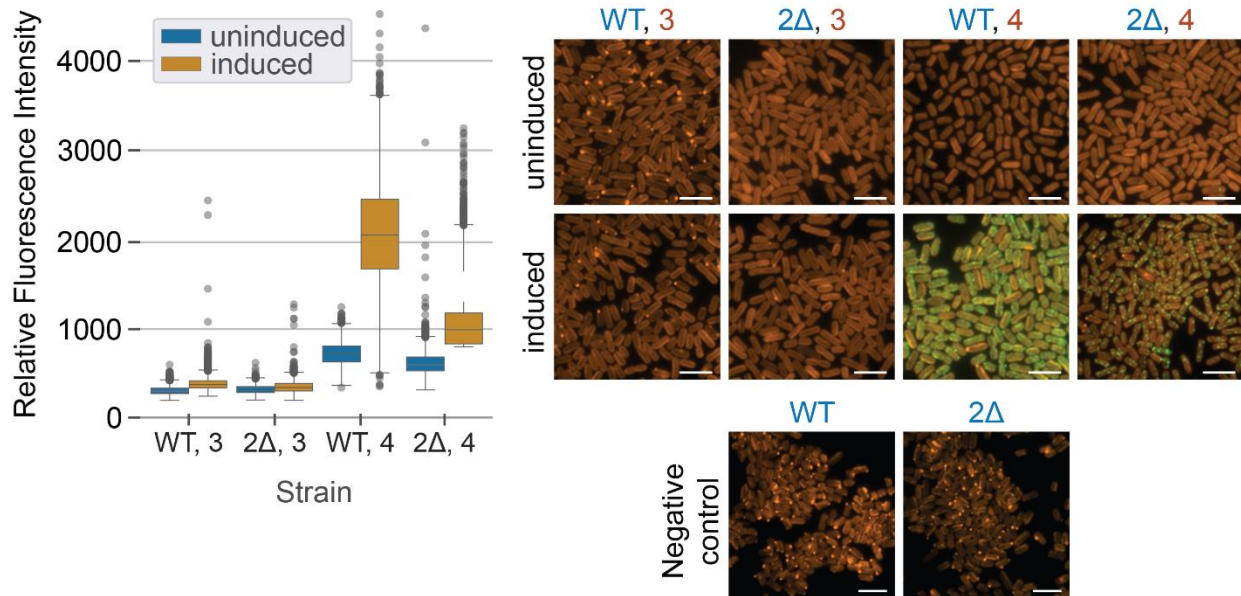 Relative Fluorescence Intensity
4000
3000
2000
1000
0
uninduced
induced
WT, 3
2Δ, 3
WT, 4
2Δ, 4
Strain
WT, 3
2Δ, 3
WT, 4
2Δ, 4
uninduced
induced
WT
2Δ
Negative
control